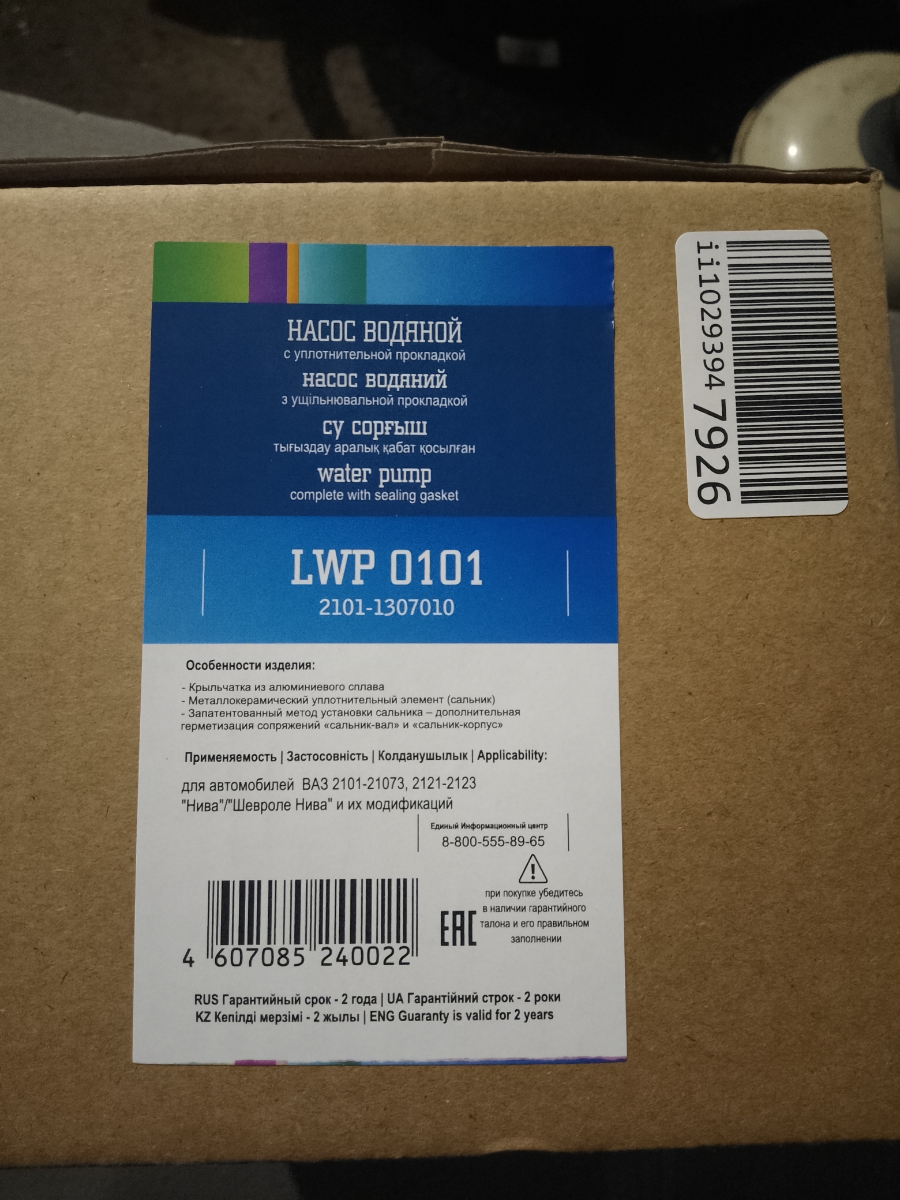 НАСОС ВОДЯНОЙ
с уплотнительной прокладкой
насос водяний
з ущільнювальной прокладкой
су сорғыш
тығыздау аралық қабат қосылған
water pump
complete with sealing gasket
LWP 0101
2101-1307010
Особенности изделия:
- Крыльчатка из алюминиевого сплава
- Металлокерамический уплотнительный элемент (сальник)
- Запатентованный метод установки сальника – дополнительная
герметизация сопряжений «сальник-вал» и «сальник-корпус»
Применяемость | Застосовність | Колданушылык | Applicability:
для автомобилей ВАЗ 2101-21073, 2121-2123
"Нива"/"Шевроле Нива" и их модификаций
Единый Информационный центр
8-800-555-89-65
при покупке убедитесь
в наличии гарантийного
талона и его правильном
заполнении
EAC
4 607085 240022
RUS Гарантийный срок - 2 года | UA Гарантійний строк - 2 роки
KZ Кепілді мерзімі - 2 жылы | ENG Guaranty is valid for 2 years
ii1029394 7926